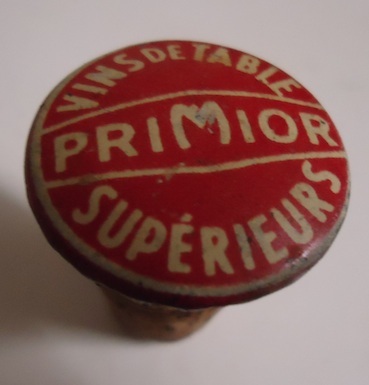 VINS DE TABLE
PRIMIOR
SUPÉRIEURS